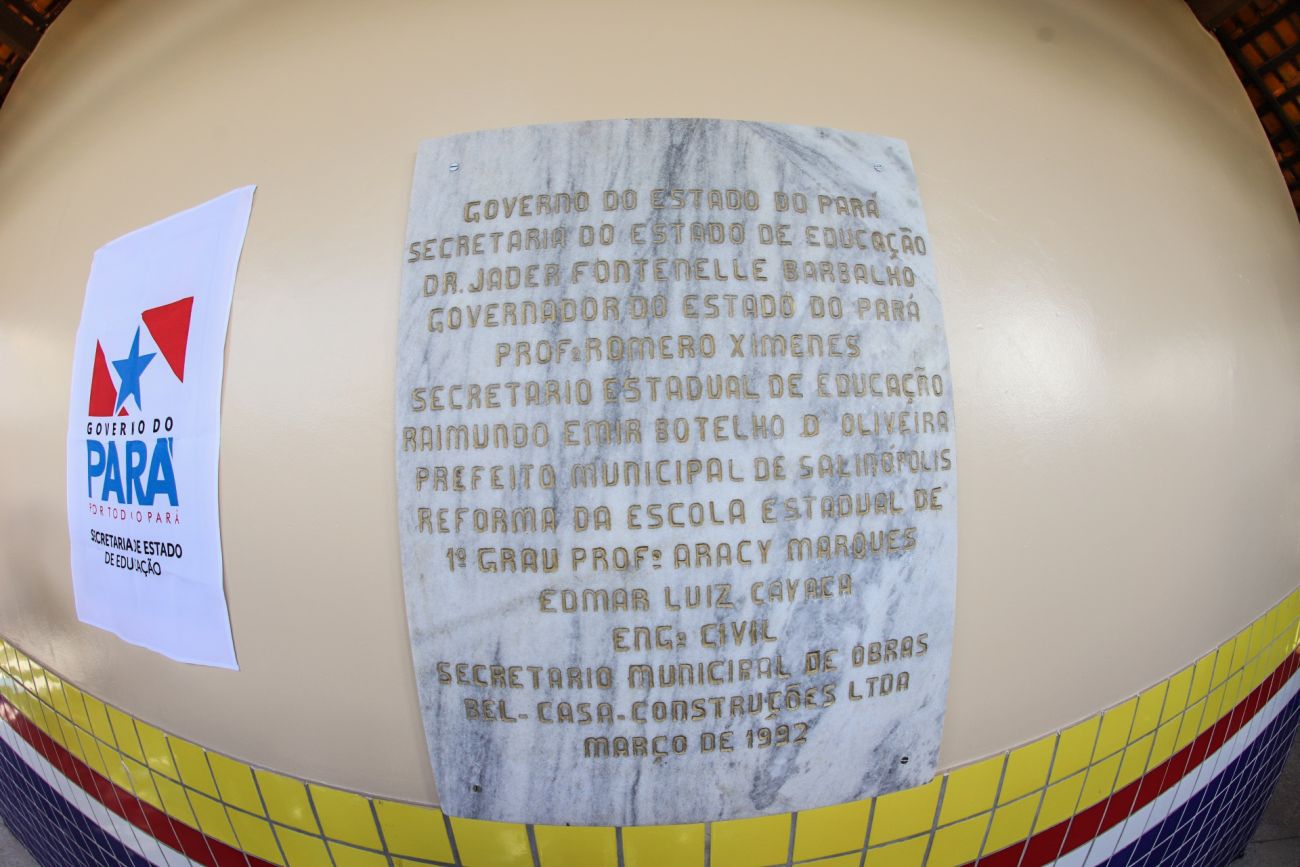 GOVERNO DO
PARÁ
POR TODO O PARÁ
SECRETARIA DE ESTADO
DE EDUCAÇÃO
GOVERNO DO ESTADO DO PARÁ
SECRETARIA DO ESTADO DE EDUCAÇÃO
DR. JADER FONTENELLE BARBALHO
GOVERNADOR DO ESTADO DO PARÁ
PROFº ROMERO XIMENES
SECRETARIO ESTADUAL DE EDUCAÇÃO
RAIMUNDO EMIR BOTELHO D' OLIVEIRA
PREFEITO MUNICIPAL DE SALINÓPOLIS
REFORMA DA ESCOLA ESTADUAL DE
1º GRAU PROFª ARACY MARQUES
EDMAR LUIZ CAVACA
ENGº CIVIL
SECRETARIO MUNICIPAL DE OBRAS
BEL-CASA-CONSTRUÇÕES LTDA
MARÇO DE 1992